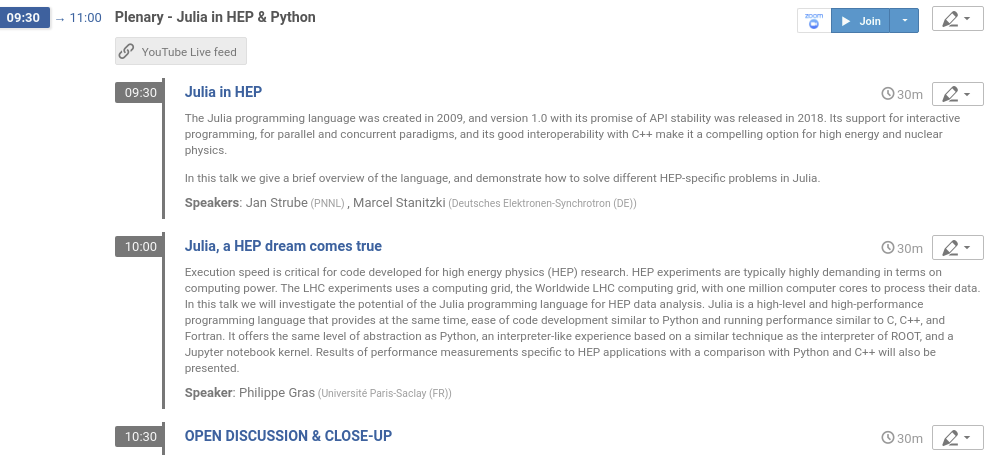 09:30 → 11:00 Plenary - Julia in HEP & Python zoom Join
YouTube Live feed
09:30 Julia in HEP 30m
The Julia programming language was created in 2009, and version 1.0 with its promise of API stability was released in 2018. Its support for interactive
programming, for parallel and concurrent paradigms, and its good interoperability with C++ make it a compelling option for high energy and nuclear
physics.
In this talk we give a brief overview of the language, and demonstrate how to solve different HEP-specific problems in Julia.
Speakers: Jan Strube (PNNL) , Marcel Stanitzki (Deutsches Elektronen-Synchrotron (DE))
10:00 Julia, a HEP dream comes true 30m
Execution speed is critical for code developed for high energy physics (HEP) research. HEP experiments are typically highly demanding in terms on
computing power. The LHC experiments uses a computing grid, the Worldwide LHC computing grid, with one million computer cores to process their data.
In this talk we will investigate the potential of the Julia programming language for HEP data analysis. Julia is a high-level and high-performance
programming language that provides at the same time, ease of code development similar to Python and running performance similar to C, C++, and
Fortran. It offers the same level of abstraction as Python, an interpreter-like experience based on a similar technique as the interpreter of ROOT, and a
Jupyter notebook kernel. Results of performance measurements specific to HEP applications with a comparison with Python and C++ will also be
presented.
Speaker: Philippe Gras (Université Paris-Saclay (FR))
10:30 OPEN DISCUSSION & CLOSE-UP 30m